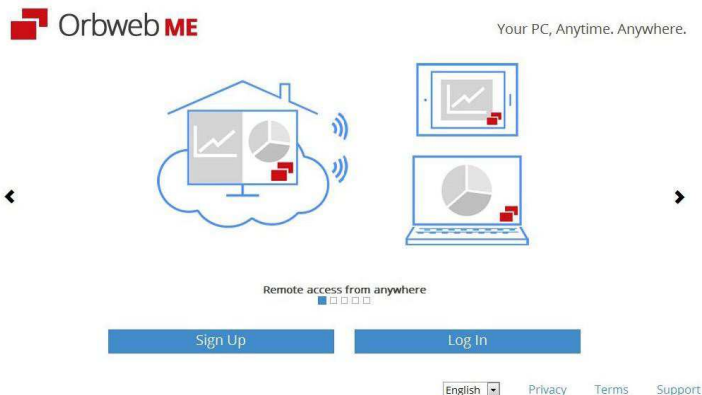 Orbweb ME
Your PC, Anytime. Anywhere.
Remote access from anywhere
Sign Up
Log In
English
Privacy
Terms
Support